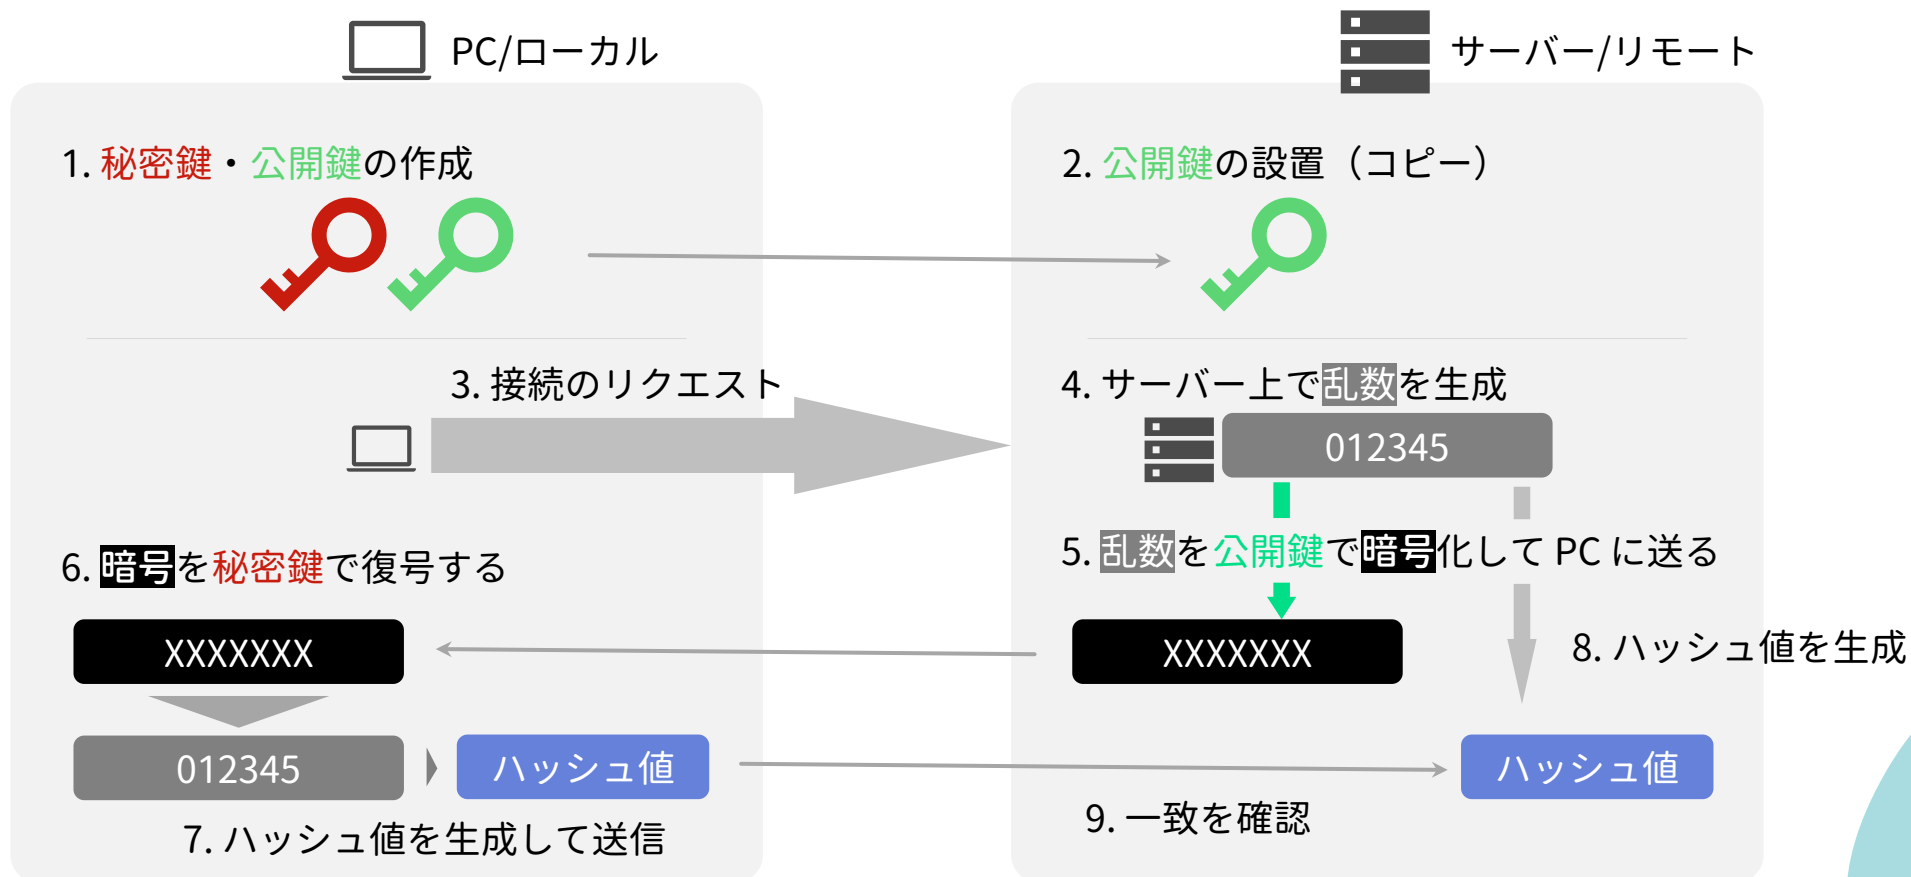 PC/ローカル
サーバー/リモート
1. 秘密鍵・公開鍵の作成
2. 公開鍵の設置（コピー）
3. 接続のリクエスト
4. サーバー上で乱数を生成
012345
5. 乱数を公開鍵で暗号化して PC に送る
6. 暗号を秘密鍵で復号する
XXXXXXX
XXXXXXX
8. ハッシュ値を生成
012345
ハッシュ値
ハッシュ値
7. ハッシュ値を生成して送信
9. 一致を確認